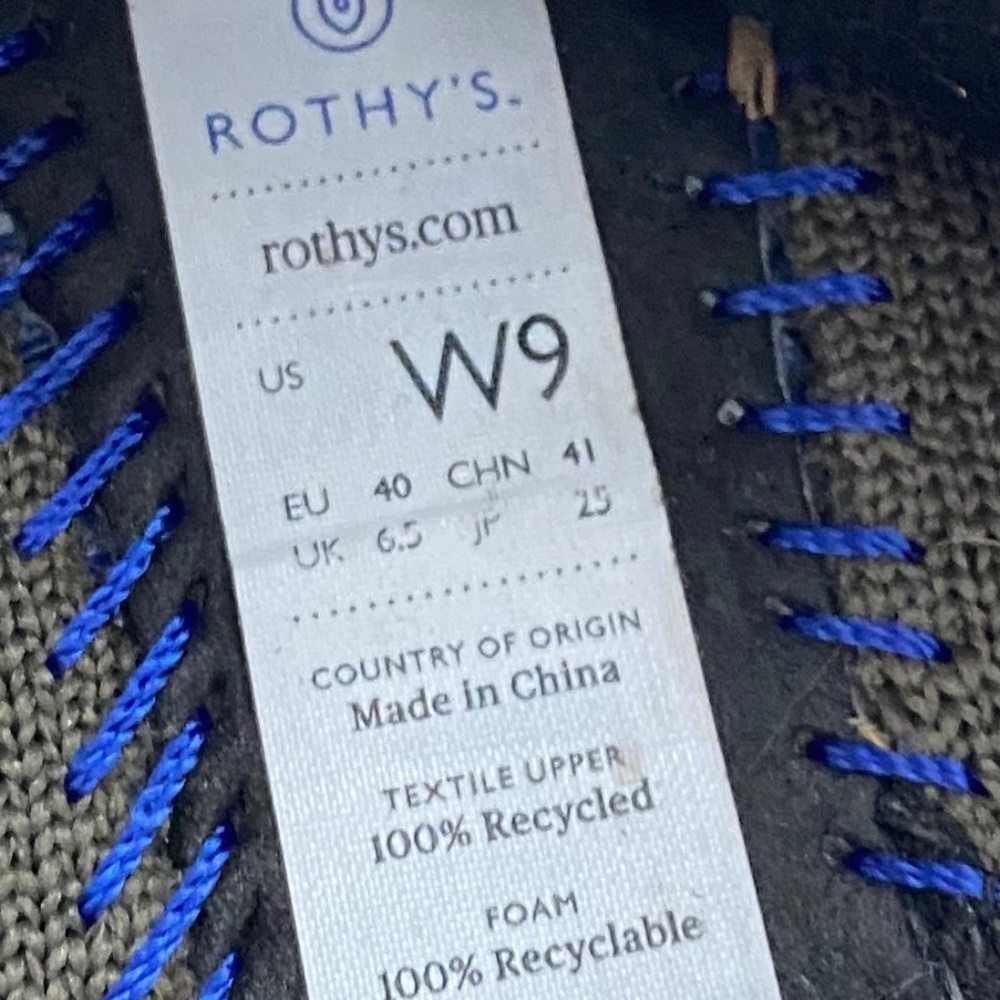 ROTHY'S
rothys.com
US W9
EU 40 CHN 41
UK 6.5 JP 25
COUNTRY OF ORIGIN
Made in China
TEXTILE UPPER
100% Recycled
FOAM
100% Recyclable